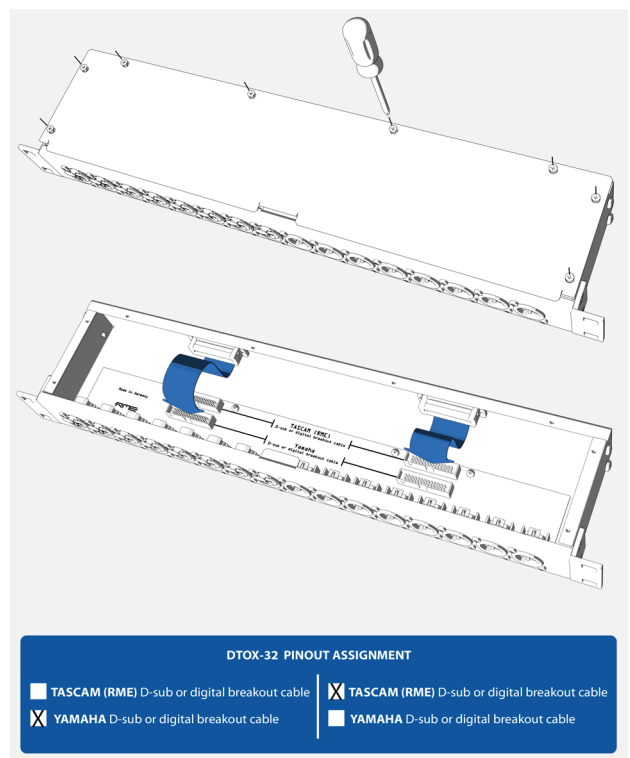 Made in Germany
RME
TASCAM (RME)
D-sub or digital breakout cable
Yamaha
D-sub or digital breakout cable
DTOX-32 PINOUT ASSIGNMENT
TASCAM (RME) D-sub or digital breakout cable
X YAMAHA D-sub or digital breakout cable
X TASCAM (RME) D-sub or digital breakout cable
YAMAHA D-sub or digital breakout cable